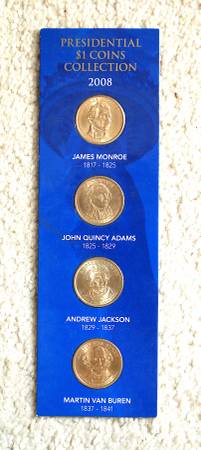 PRESIDENTIAL
$1 COINS
COLLECTION
2008
JAMES MONROE
1817 - 1825
JOHN QUINCY ADAMS
1825 - 1829
ANDREW JACKSON
1829 - 1837
MARTIN VAN BUREN
1837 - 1841